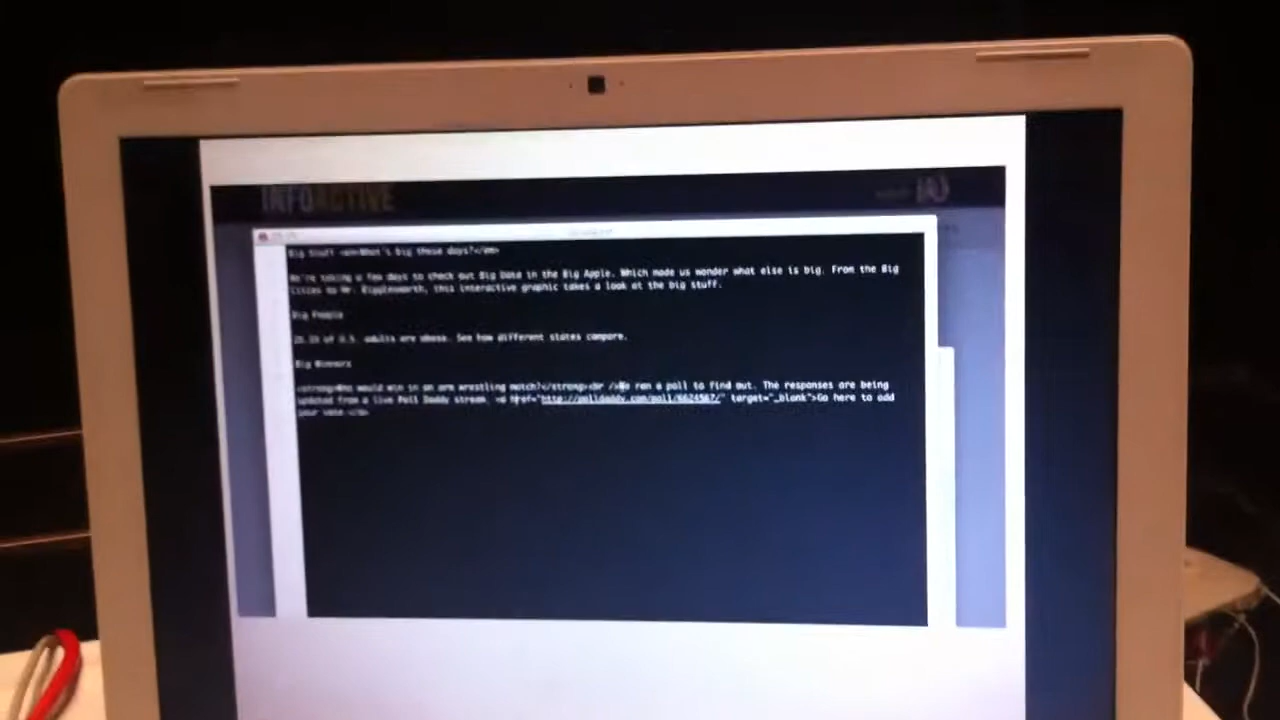 INFOACTIVE
Big Stuff <em>What's big these days?</em>
We're taking a few days to check out Big Data in the Big Apple. Which made us wonder what else is big. From the Big
Cities to Mr. Bigglesworth, this interactive graphic takes a look at the big stuff.
Big People
of U.S. adults are obese. See how different states compare.
Big Winners
<strong>Who would win in an arm wrestling match?</strong><br />We ran a poll to find out. The responses are being
updated from a live Poll Daddy stream. <a href="http://polldaddy.com/poll/6624567/" target="_blank">Go here to add
your vote.</a>